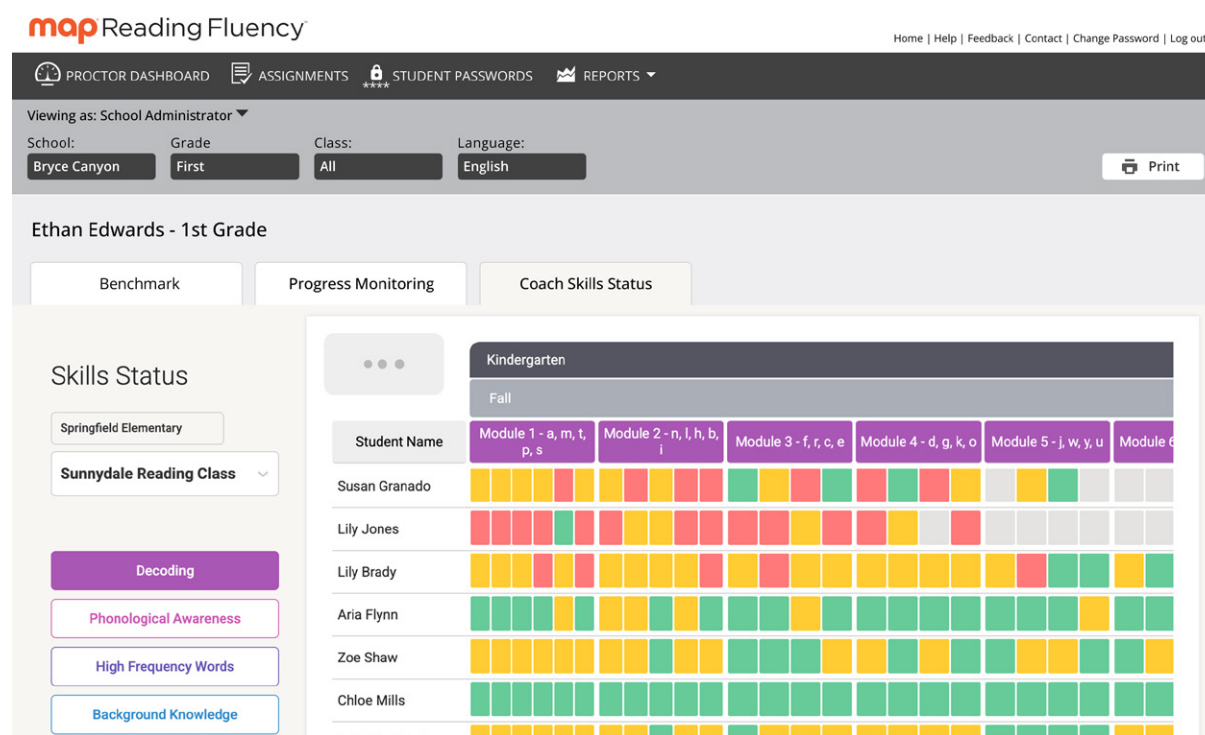 map Reading Fluency
Home | Help | Feedback | Contact | Change Password | Log out
PROCTOR DASHBOARD ASSIGNMENTS **** STUDENT PASSWORDS REPORTS
Viewing as: School Administrator
School: Grade Class: Language:
Bryce Canyon First All English Print
Ethan Edwards - 1st Grade
Benchmark Progress Monitoring Coach Skills Status
Skills Status
Springfield Elementary
Sunnydale Reading Class
Decoding
Phonological Awareness
High Frequency Words
Background Knowledge
Kindergarten
Fall
Student Name
Module 1 - a, m, t,
p, s
Module 2 - n, l, h, b,
i
Module 3 - f, r, c, e
Module 4 - d, g, k, o
Module 5 - j, w, y, u
Module 6
Susan Granado
Lily Jones
Lily Brady
Aria Flynn
Zoe Shaw
Chloe Mills